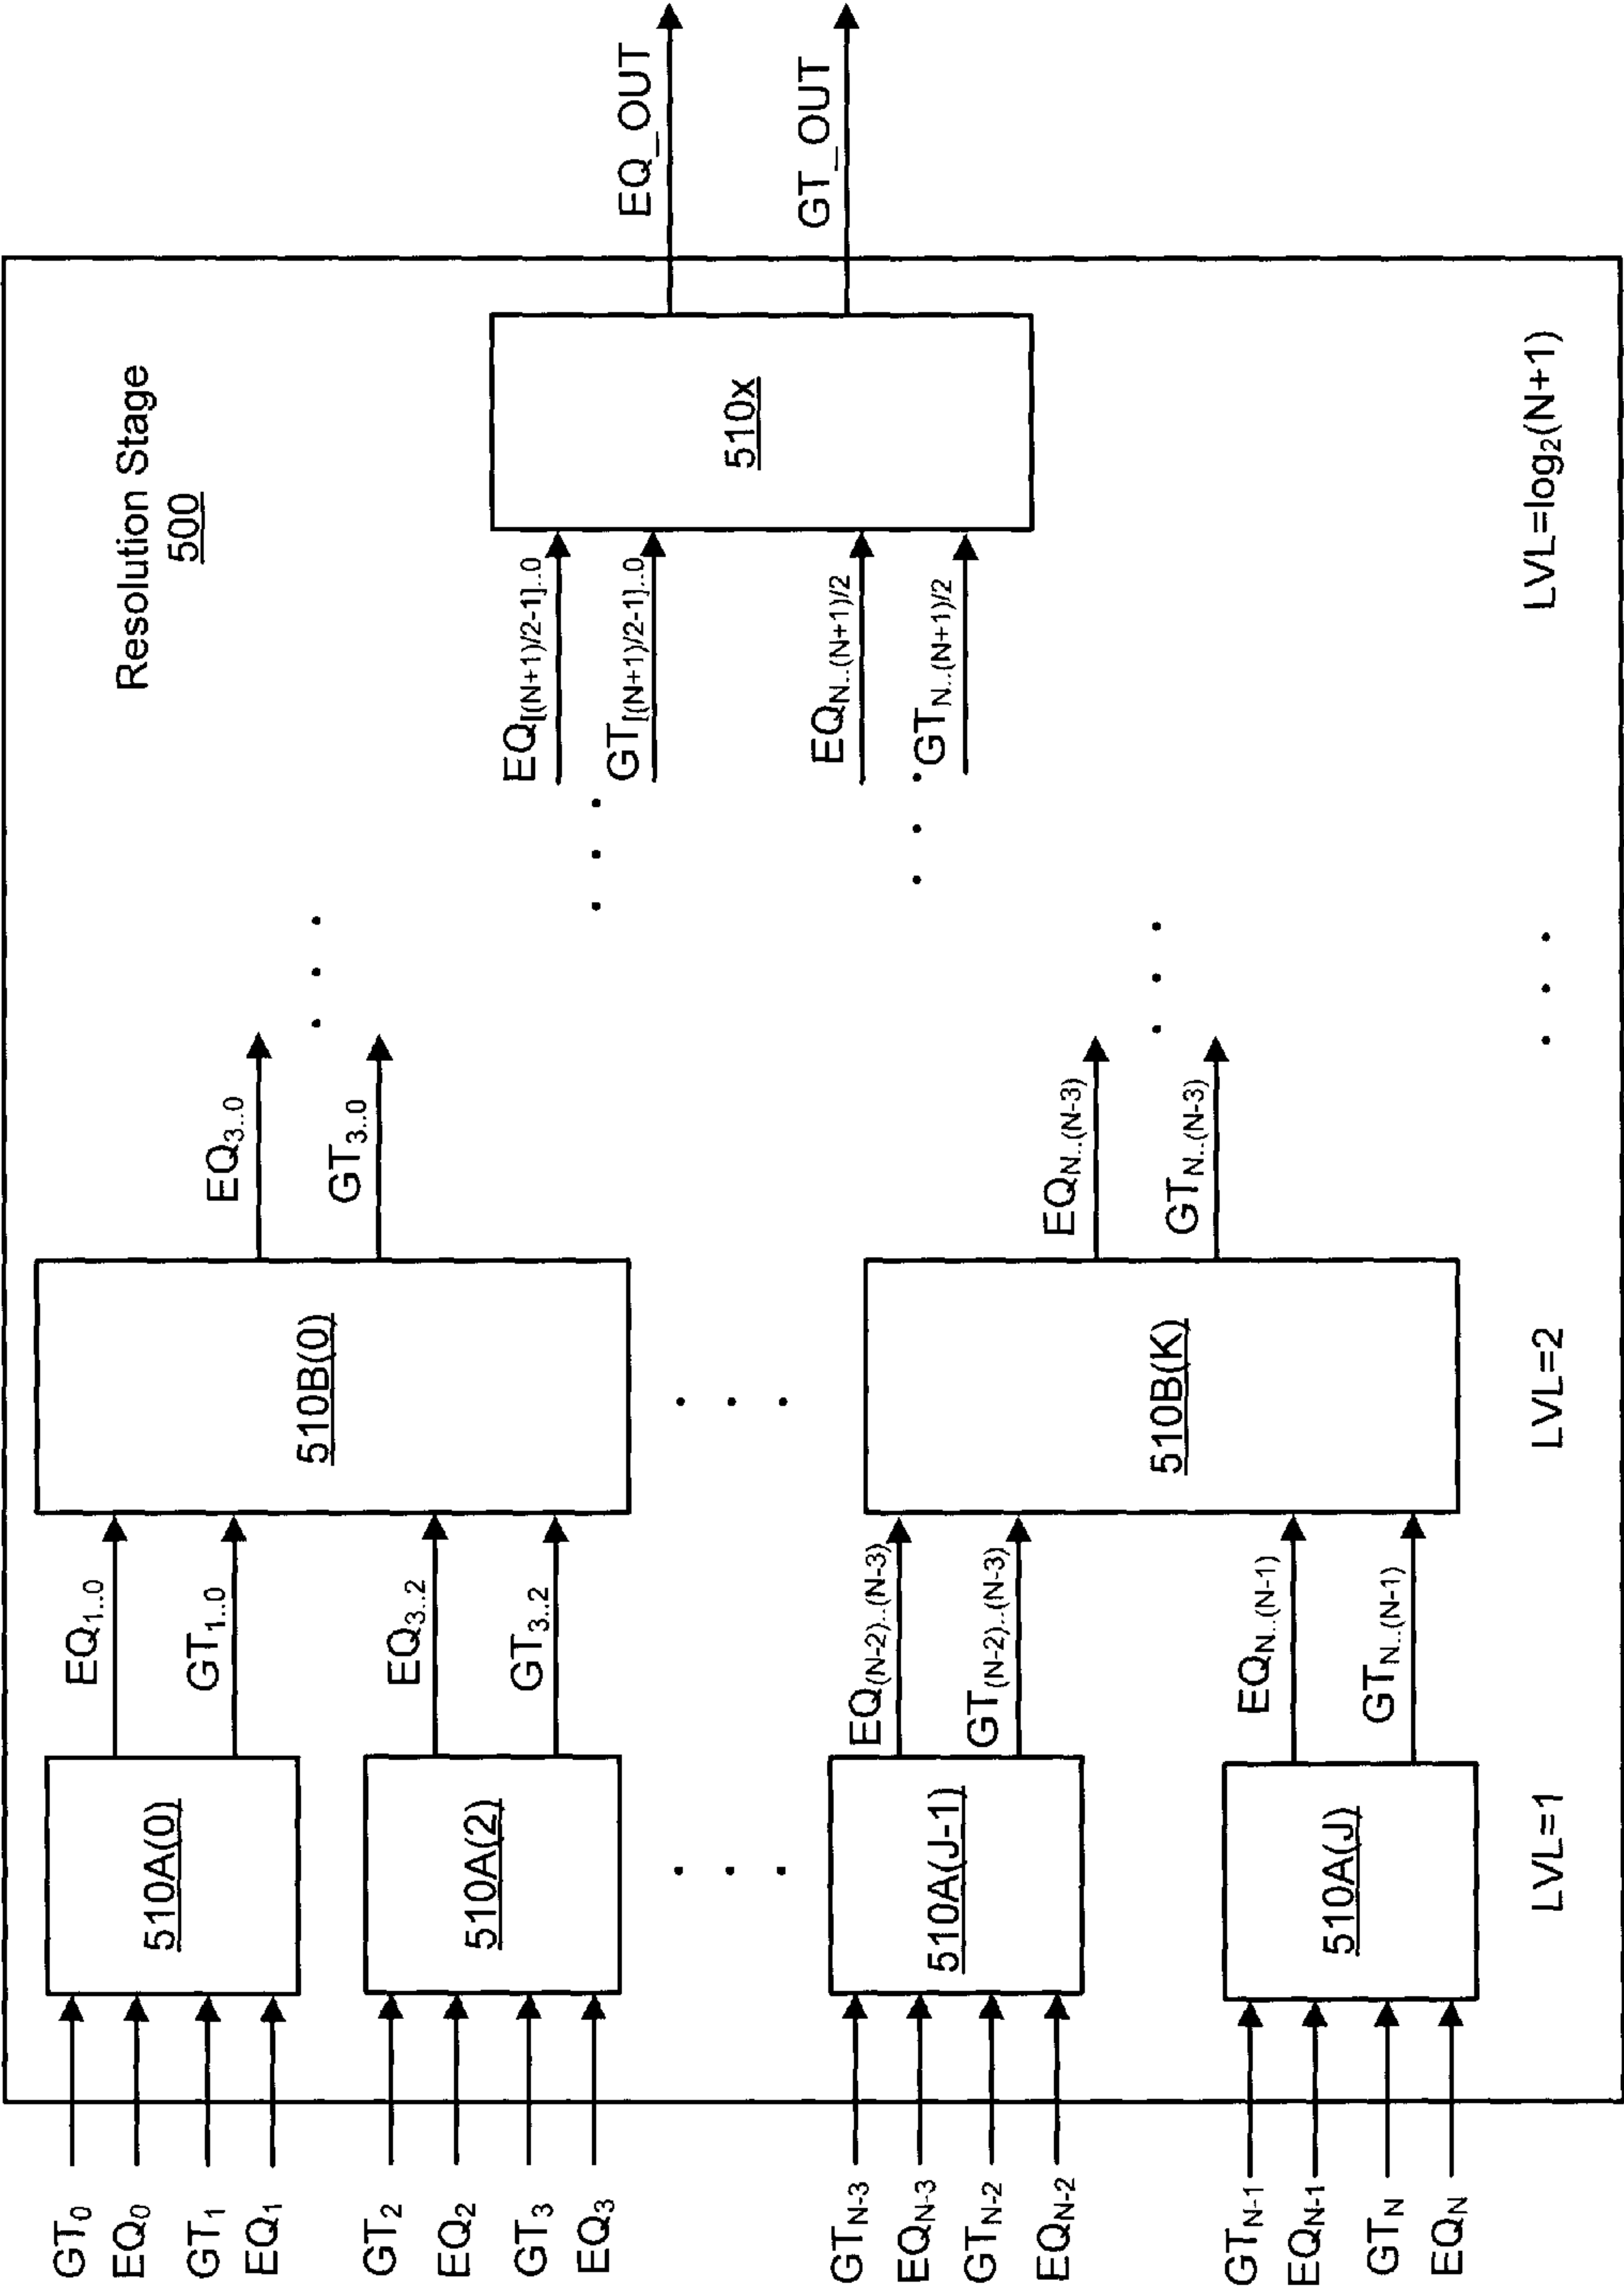 Resolution Stage
500
GT0
EQ0
GT1
EQ1
510A(0)
EQ1..0
GT1..0
GT2
EQ2
GT3
EQ3
510A(2)
EQ3..2
GT3..2
510B(0)
EQ3..0
GT3..0
GTN-3
EQN-3
GTN-2
EQN-2
510A(J-1)
EQ(N-2)..(N-3)
GT(N-2)..(N-3)
GTN-1
EQN-1
GTN
EQN
510A(J)
EQN..(N-1)
GTN..(N-1)
510B(K)
EQN..(N-3)
GTN..(N-3)
EQ[(N+1)/2-1]..0
GT[(N+1)/2-1]..0
EQN..(N+1)/2
GTN..(N+1)/2
510x
EQ_OUT
GT_OUT
LVL=1
LVL=2
LVL=log2(N+1)